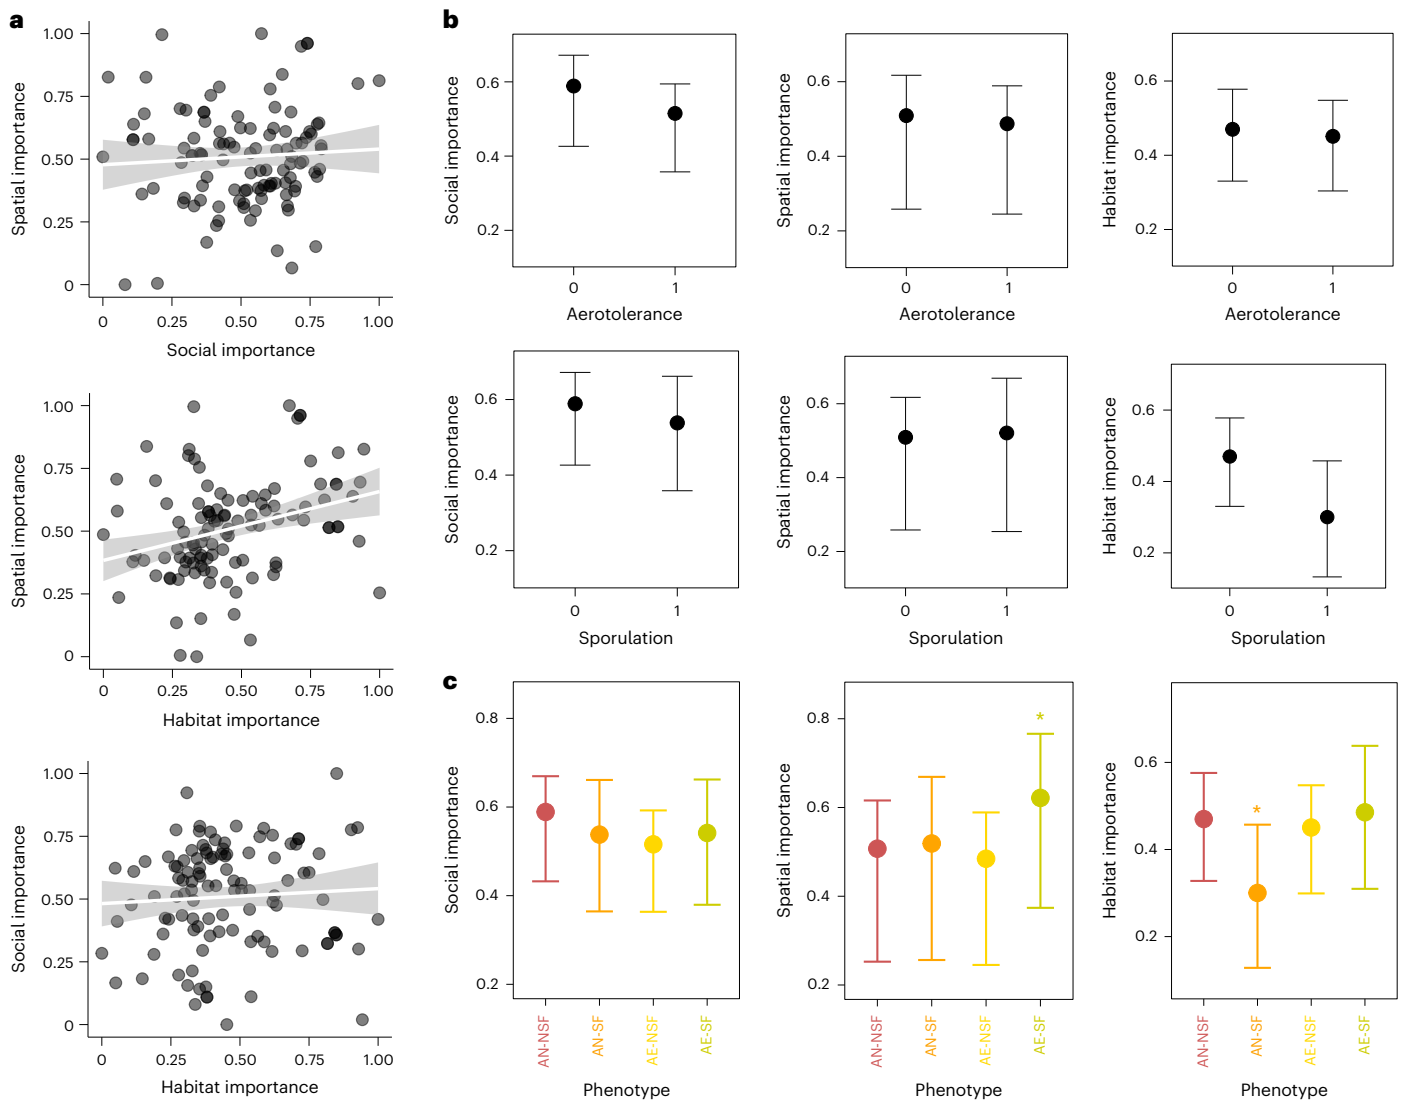 a
1.00
0.75
0.50
0.25
0
Spatial importance
0 0.25 0.50 0.75 1.00
Social importance
1.00
0.75
0.50
0.25
0
Spatial importance
0 0.25 0.50 0.75 1.00
Habitat importance
1.00
0.75
0.50
0.25
0
Social importance
0 0.25 0.50 0.75 1.00
Habitat importance
b
0.6
0.4
0.2
Social importance
0 1
Aerotolerance
0.6
0.4
0.2
Spatial importance
0 1
Aerotolerance
0.6
0.4
0.2
Habitat importance
0 1
Aerotolerance
0.6
0.4
0.2
Social importance
0 1
Sporulation
0.6
0.4
0.2
Spatial importance
0 1
Sporulation
0.6
0.4
0.2
Habitat importance
0 1
Sporulation
c
0.8
0.6
0.4
0.2
Social importance
AN-NSF
AN-SF
AE-NSF
AE-SF
Phenotype
0.8
0.6
0.4
0.2
Spatial importance
*
AN-NSF
AN-SF
AE-NSF
AE-SF
Phenotype
0.6
0.4
0.2
Habitat importance
*
AN-NSF
AN-SF
AE-NSF
AE-SF
Phenotype